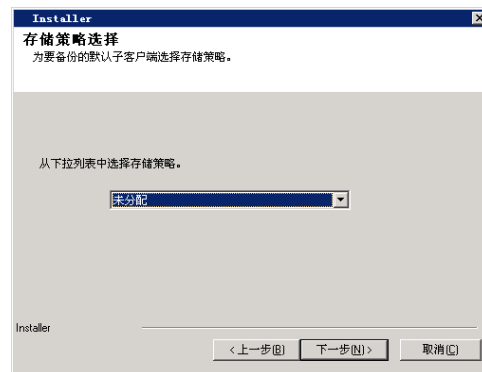 Installer
存储策略选择
为要备份的默认子客户端选择存储策略。
从下拉列表中选择存储策略。
未分配
Installer
<上一步(B) 下一步(N)> 取消(C)